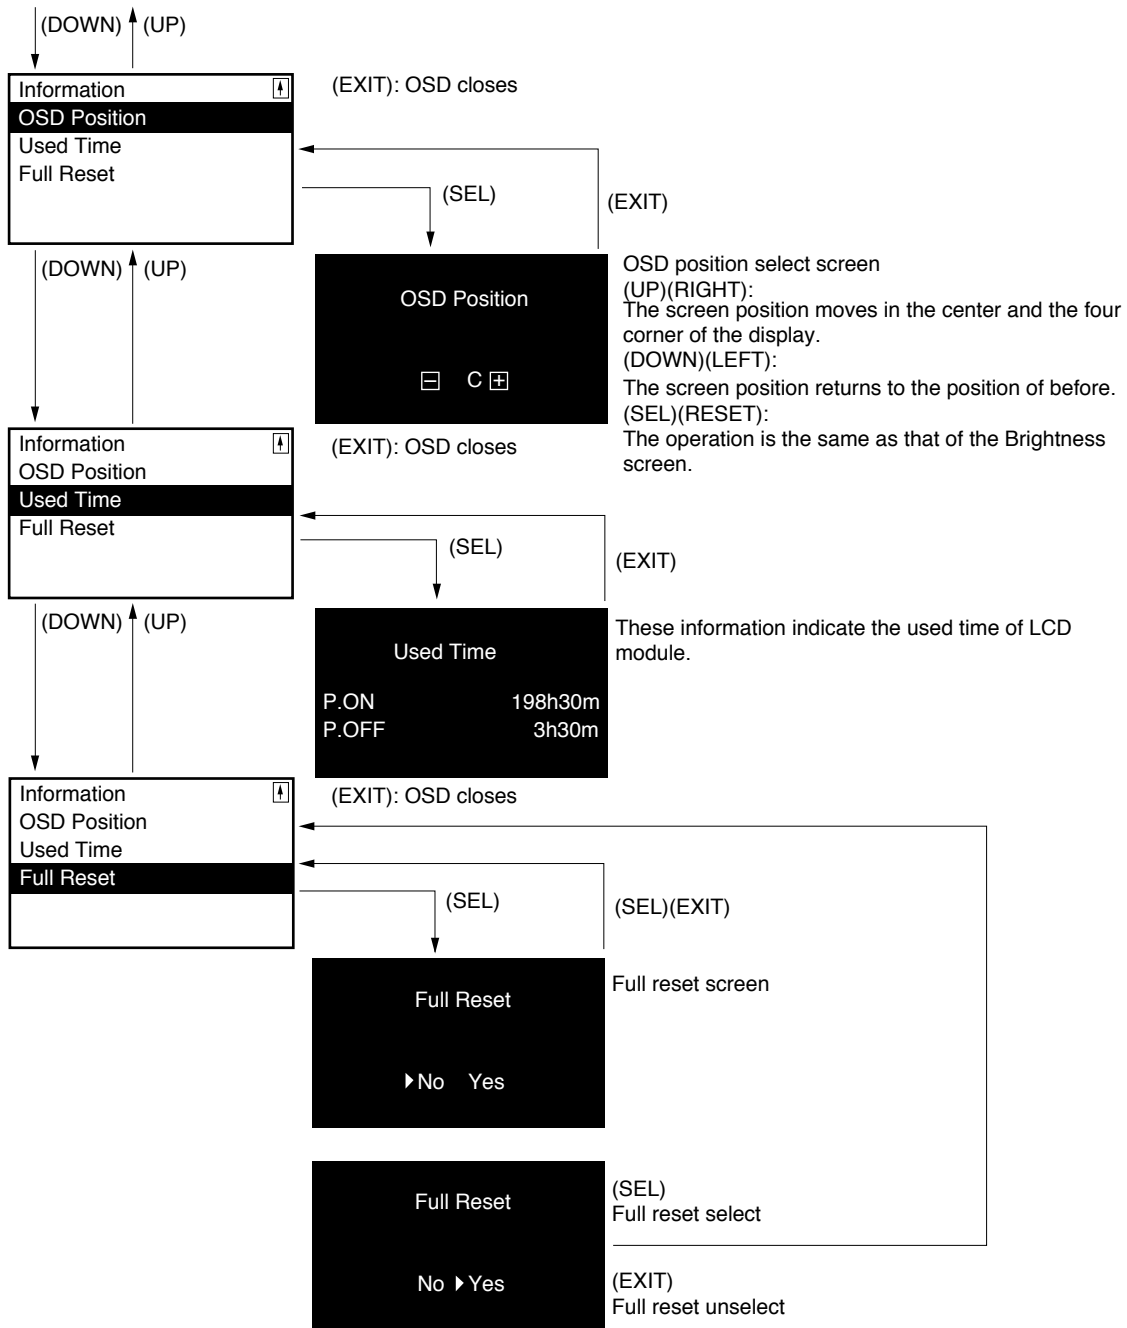 (DOWN) (UP)
Information
OSD Position
Used Time
Full Reset
(EXIT): OSD closes
(SEL)
(EXIT)
(DOWN) (UP)
OSD Position
C
OSD position select screen
(UP)(RIGHT):
The screen position moves in the center and the four
corner of the display.
(DOWN)(LEFT):
The screen position returns to the position of before.
(SEL)(RESET):
The operation is the same as that of the Brightness
screen.
Information
OSD Position
Used Time
Full Reset
(EXIT): OSD closes
(SEL)
(EXIT)
(DOWN) (UP)
Used Time
P.ON 198h30m
P.OFF 3h30m
These information indicate the used time of LCD
module.
Information
OSD Position
Used Time
Full Reset
(EXIT): OSD closes
(SEL)
(SEL)(EXIT)
Full Reset
No Yes
Full reset screen
Full Reset
No Yes
(SEL)
Full reset select
(EXIT)
Full reset unselect